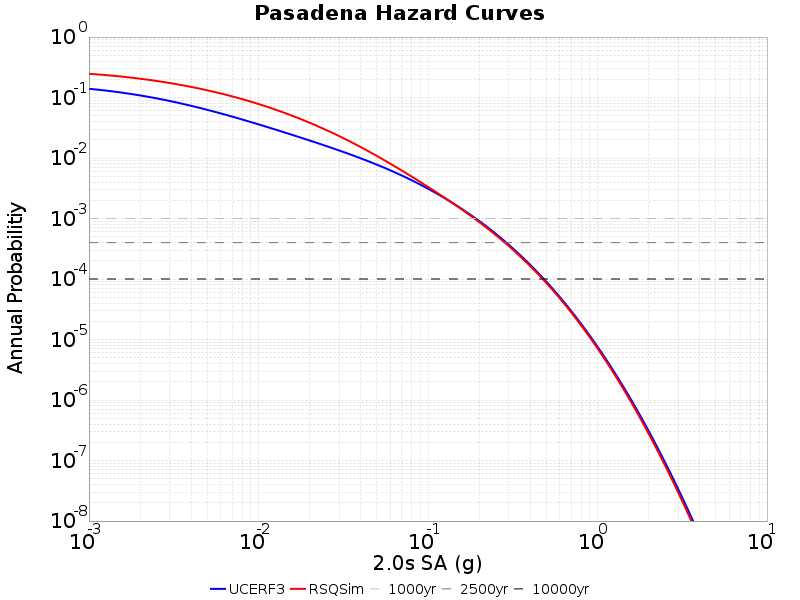 Pasadena Hazard Curves
10^0
10^-1
10^-2
10^-3
10^-4
10^-5
10^-6
10^-7
10^-8
Annual Probabilitiy
10^-3 10^-2 10^-1 10^0 10^1
2.0s SA (g)
UCERF3 RSQSim 1000yr 2500yr 10000yr